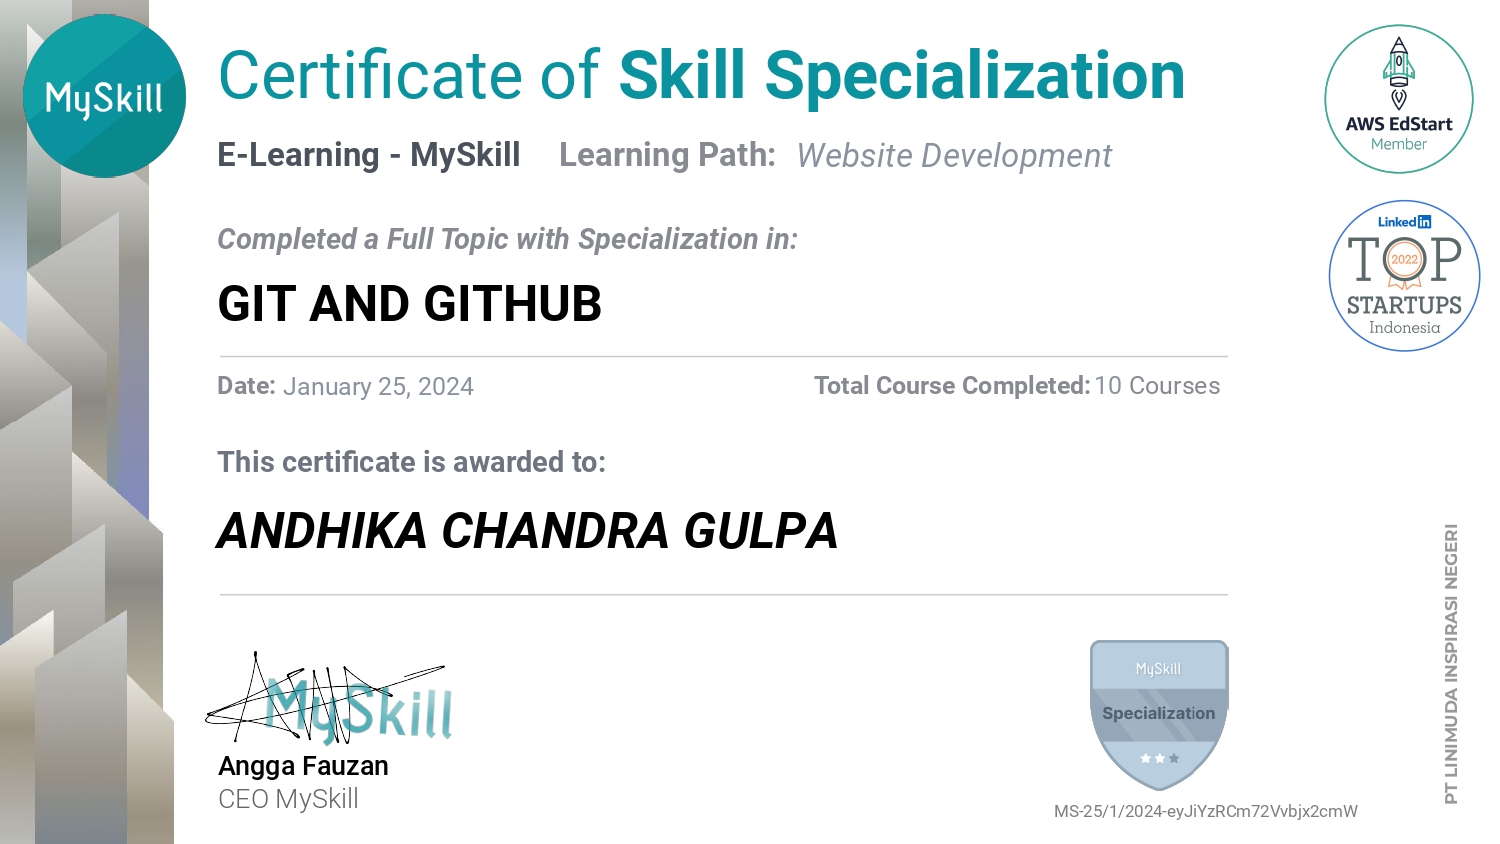 MySkill
Certificate of Skill Specialization
E-Learning - MySkill Learning Path: Website Development
AWS EdStart
Member
Completed a Full Topic with Specialization in:
GIT AND GITHUB
Linked in
TOP
2022
STARTUPS
Indonesia
Date: January 25, 2024
Total Course Completed: 10 Courses
This certificate is awarded to:
ANDHIKA CHANDRA GULPA
MySkill
Angga Fauzan
CEO MySkill
MySkill
Specialization
MS-25/1/2024-eyJiYzRCm72Vvbjx2cmW
PT LINIMUDA INSPIRASI NEGERI